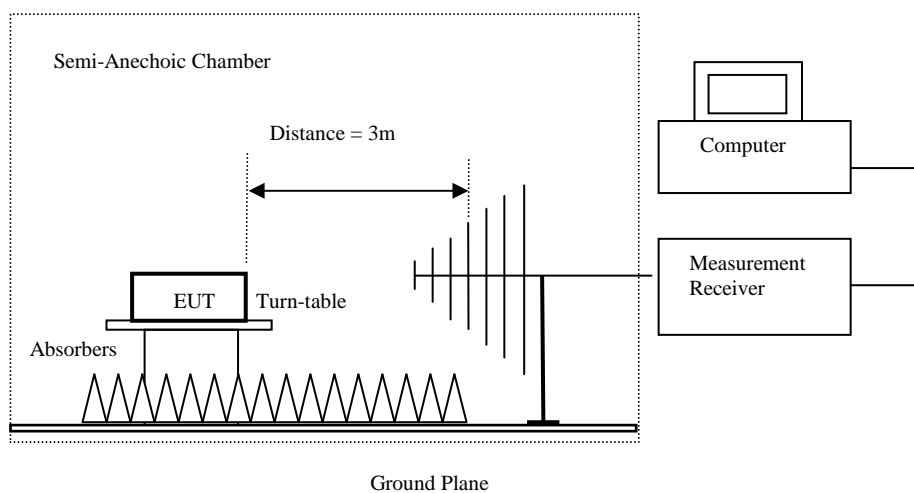 Semi-Anechoic Chamber
Distance = 3m
Computer
Measurement
Receiver
EUT
Turn-table
Absorbers
Ground Plane